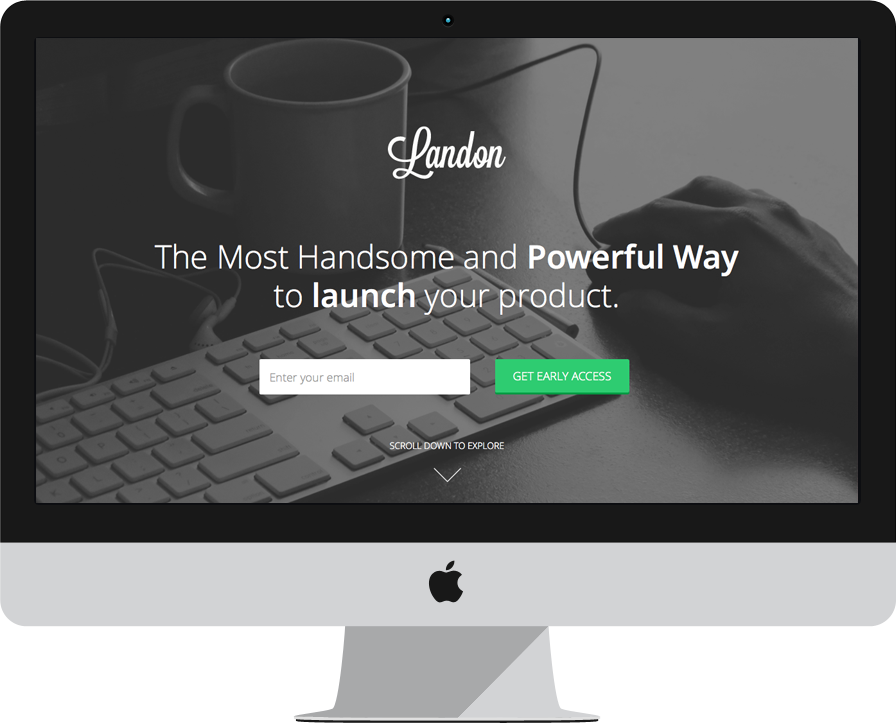 Landon
The Most Handsome and Powerful Way
to launch your product.
Enter your email
GET EARLY ACCESS
SCROLL DOWN TO EXPLORE